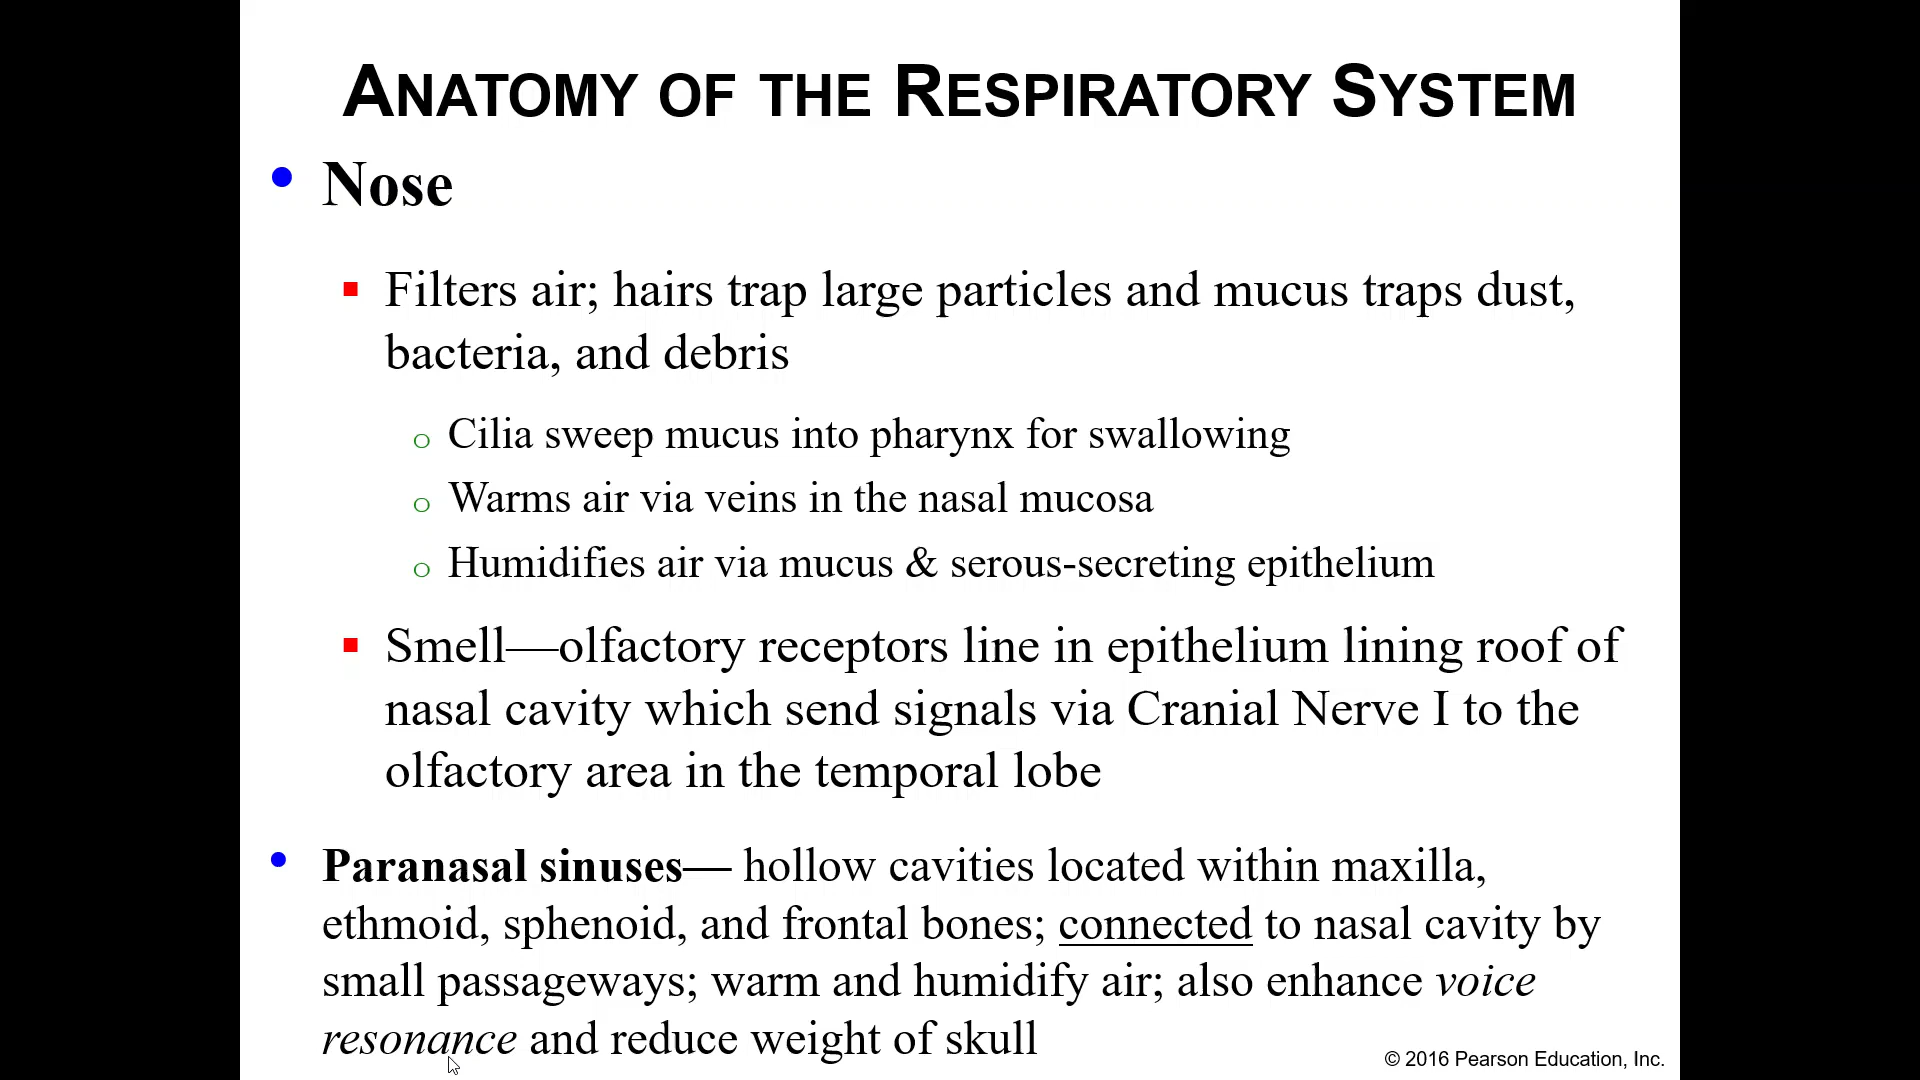 ANATOMY OF THE RESPIRATORY SYSTEM
• Nose
▪ Filters air; hairs trap large particles and mucus traps dust,
bacteria, and debris
o Cilia sweep mucus into pharynx for swallowing
o Warms air via veins in the nasal mucosa
o Humidifies air via mucus & serous-secreting epithelium
▪ Smell—olfactory receptors line in epithelium lining roof of
nasal cavity which send signals via Cranial Nerve I to the
olfactory area in the temporal lobe
• Paranasal sinuses— hollow cavities located within maxilla,
ethmoid, sphenoid, and frontal bones; connected to nasal cavity by
small passageways; warm and humidify air; also enhance voice
resonance and reduce weight of skull
© 2016 Pearson Education, Inc.